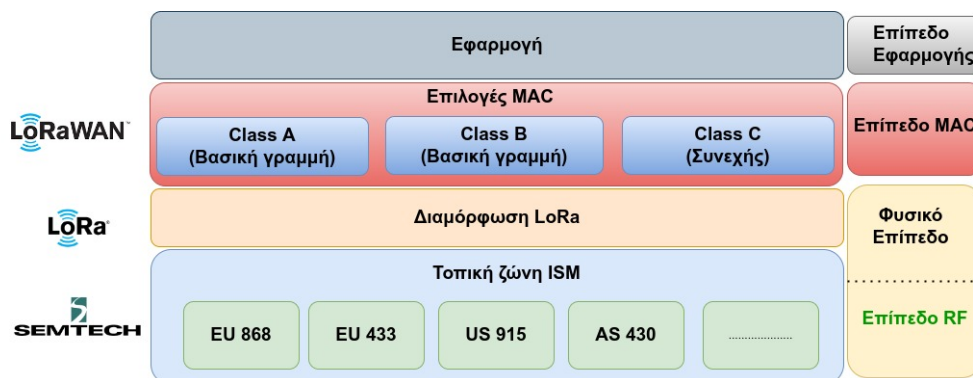 Εφαρμογή
Επίπεδο
Εφαρμογής
LoRaWAN™
Επιλογές MAC
Class A
(Βασική γραμμή)
Class B
(Βασική γραμμή)
Class C
(Συνεχής)
Επίπεδο MAC
LoRa®
Διαμόρφωση LoRa
Φυσικό
Επίπεδο
Τοπική ζώνη ISM
SEMTECH
EU 868
EU 433
US 915
AS 430
....................
Επίπεδο RF